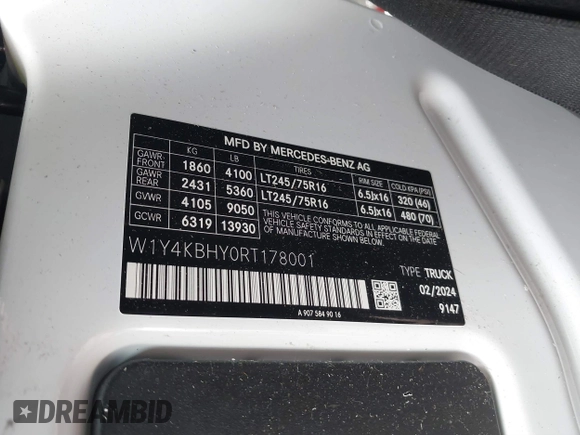 MFD BY MERCEDES-BENZ AG
KG LB TIRES RIM SIZE COLD KPA (PSI)
GAWR-FRONT 1860 4100 LT245/75R16 6.5Jx16 320 (46)
GAWR REAR 2431 5360 LT245/75R16 6.5Jx16 480 (70)
GVWR 4105 9050
GCWR 6319 13930
THIS VEHICLE CONFORMS TO ALL APPLICABLE FEDERAL
MOTOR VEHICLE SAFETY STANDARDS IN EFFECT ON
THE DATE OF MANUFACTURE SHOWN
W1Y4KBHY0RT178001
TYPE TRUCK
02/2024
9147
A 907 584 90 16
DREAMBID